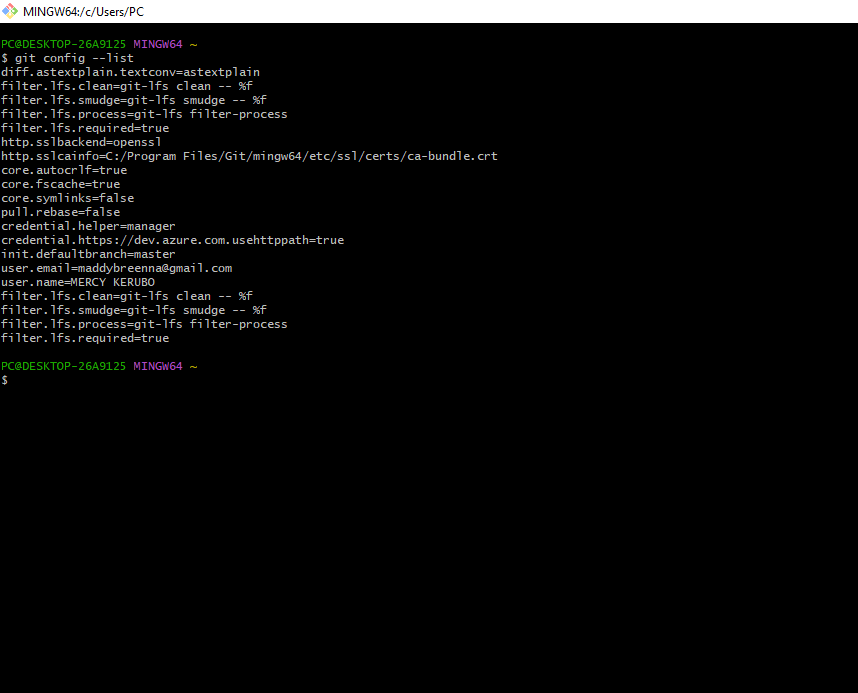 MINGW64:/c/Users/PC
PC@DESKTOP-26A9125 MINGW64 ~
$ git config --list
diff.astextplain.textconv=astextplain
filter.lfs.clean=git-lfs clean -- %f
filter.lfs.smudge=git-lfs smudge -- %f
filter.lfs.process=git-lfs filter-process
filter.lfs.required=true
http.sslbackend=openssl
http.sslcainfo=C:/Program Files/Git/mingw64/etc/ssl/certs/ca-bundle.crt
core.autocrlf=true
core.fscache=true
core.symlinks=false
pull.rebase=false
credential.helper=manager
credential.https://dev.azure.com.usehttppath=true
init.defaultbranch=master
user.email=maddybreenna@gmail.com
user.name=MERCY KERUBO
filter.lfs.clean=git-lfs clean -- %f
filter.lfs.smudge=git-lfs smudge -- %f
filter.lfs.process=git-lfs filter-process
filter.lfs.required=true
PC@DESKTOP-26A9125 MINGW64 ~
$